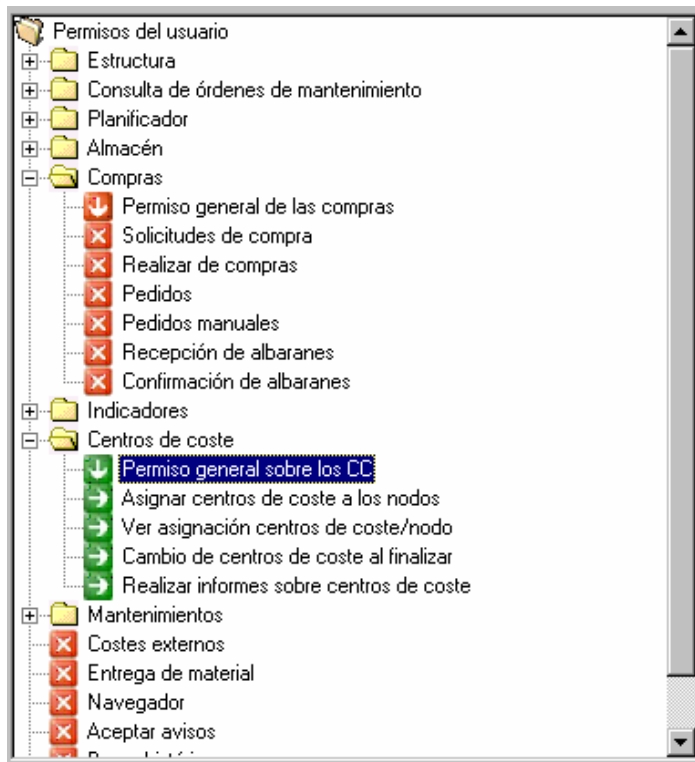 Permisos del usuario
Estructura
Consulta de órdenes de mantenimiento
Planificador
Almacén
Compras
Permiso general de las compras
Solicitudes de compra
Realizar de compras
Pedidos
Pedidos manuales
Recepción de albaranes
Confirmación de albaranes
Indicadores
Centros de coste
Permiso general sobre los CC
Asignar centros de coste a los nodos
Ver asignación centros de coste/nodo
Cambio de centros de coste al finalizar
Realizar informes sobre centros de coste
Mantenimientos
Costes externos
Entrega de material
Navegador
Aceptar avisos